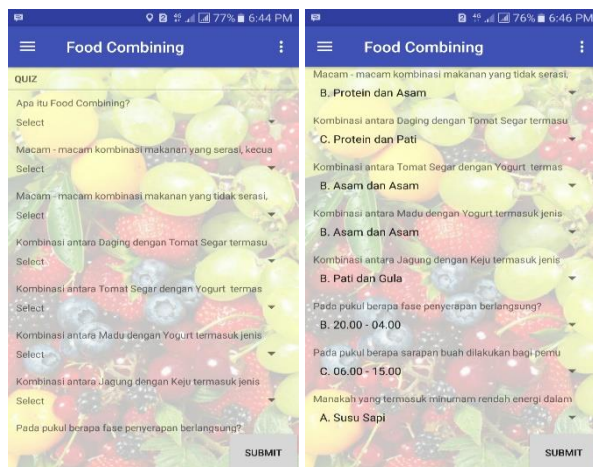 77% 6:44 PM
Food Combining
QUIZ
Apa itu Food Combining?
Select
Macam - macam kombinasi makanan yang serasi, kecua
Select
Macam - macam kombinasi makanan yang tidak serasi,
Select
Kombinasi antara Daging dengan Tomat Segar termasu
Select
Kombinasi antara Tomat Segar dengan Yogurt termas
Select
Kombinasi antara Madu dengan Yogurt termasuk jenis
Select
Kombinasi antara Jagung dengan Keju termasuk jenis
Select
Pada pukul berapa fase penyerapan berlangsung?
SUBMIT
76% 6:46 PM
Food Combining
Macam - macam kombinasi makanan yang tidak serasi,
B. Protein dan Asam
Kombinasi antara Daging dengan Tomat Segar termasu
C. Protein dan Pati
Kombinasi antara Tomat Segar dengan Yogurt termas
B. Asam dan Asam
Kombinasi antara Madu dengan Yogurt termasuk jenis
B. Asam dan Asam
Kombinasi antara Jagung dengan Keju termasuk jenis
B. Pati dan Gula
Pada pukul berapa fase penyerapan berlangsung?
B. 20.00 - 04.00
Pada pukul berapa sarapan buah dilakukan bagi pemu
C. 06.00 - 15.00
Manakah yang termasuk minumam rendah energi dalam
A. Susu Sapi
SUBMIT